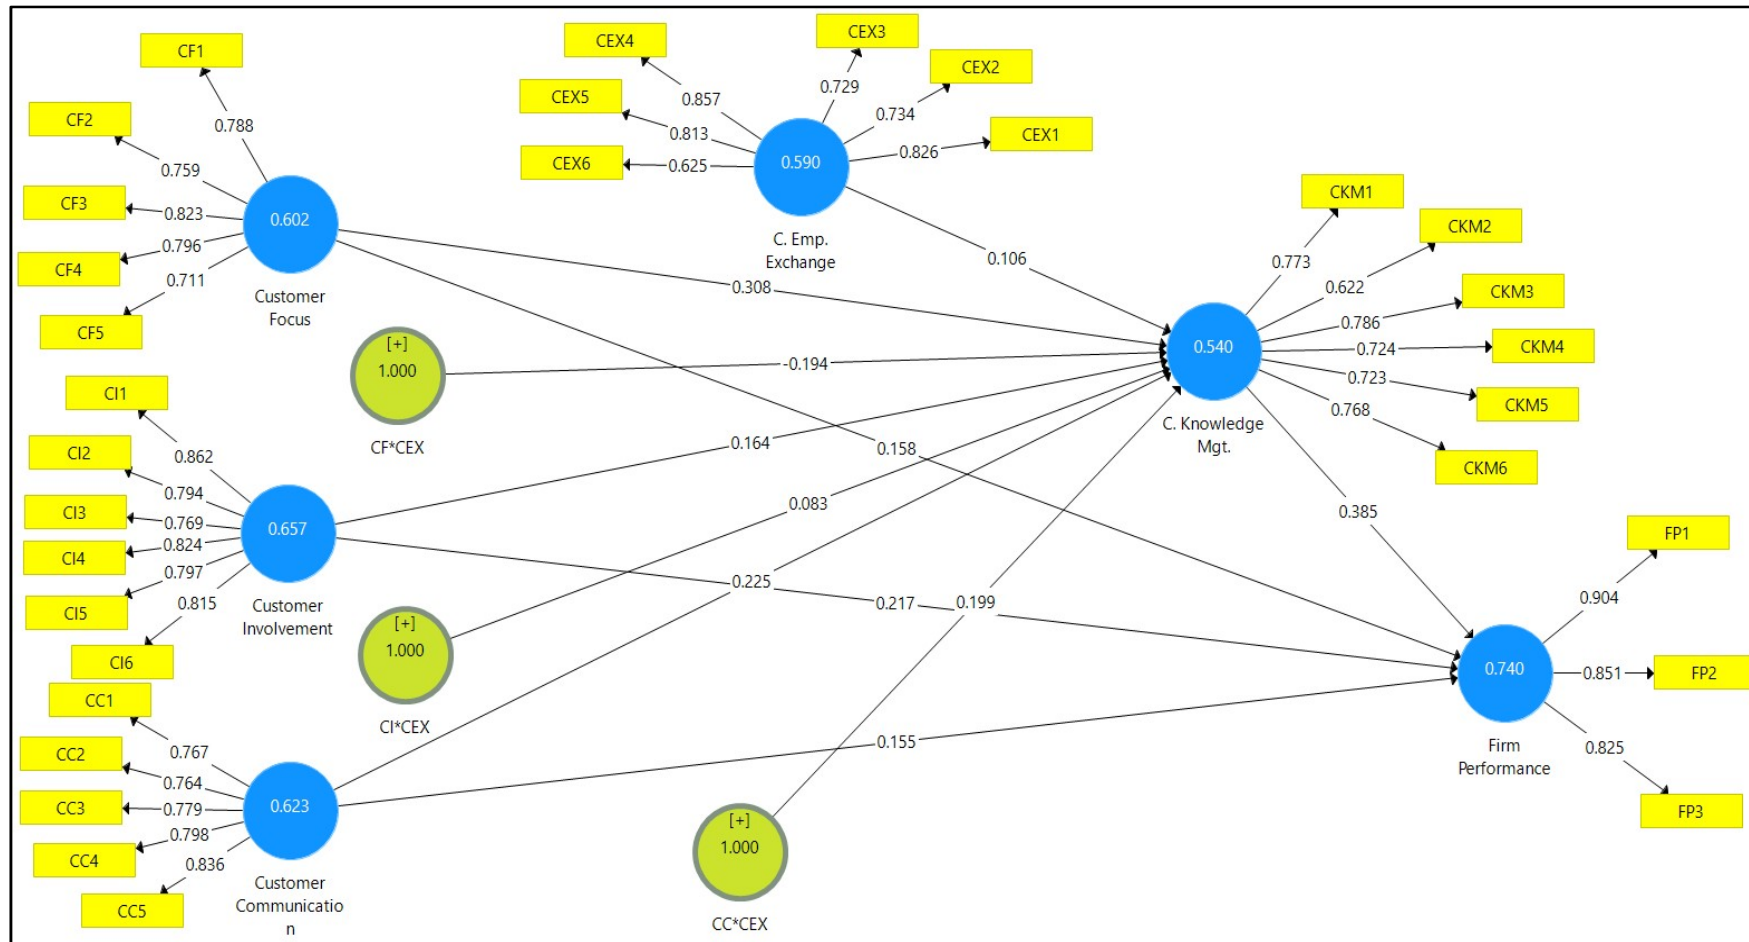 CF1
CF2
CF3
CF4
CF5
0.788
0.759
0.823
0.796
0.711
0.602
Customer
Focus
CEX4
CEX3
CEX2
CEX5
CEX1
CEX6
0.857
0.729
0.734
0.813
0.826
0.625
0.590
C. Emp.
Exchange
0.106
0.308
[+]
1.000
CF*CEX
-0.194
CKM1
CKM2
CKM3
CKM4
CKM5
CKM6
0.773
0.622
0.786
0.724
0.723
0.768
0.540
C. Knowledge
Mgt.
CI1
CI2
CI3
CI4
CI5
CI6
0.862
0.794
0.769
0.824
0.797
0.815
0.657
Customer
Involvement
0.164
0.158
0.083
0.385
[+]
1.000
CI*CEX
0.225
0.217
0.199
FP1
FP2
FP3
0.904
0.851
0.825
0.740
Firm
Performance
CC1
CC2
CC3
CC4
CC5
0.767
0.764
0.779
0.798
0.836
0.623
Customer
Communicatio
n
0.155
[+]
1.000
CC*CEX